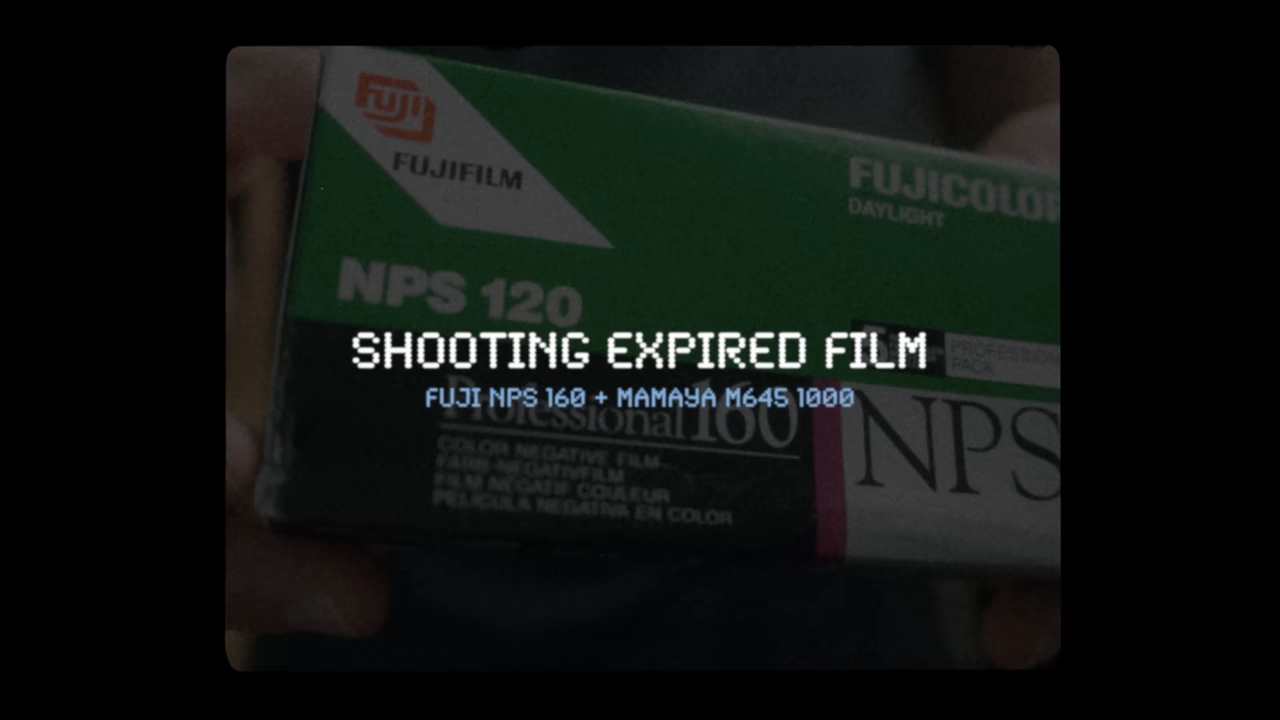 FUJI
FUJIFILM
FUJICOLOR
DAYLIGHT
NPS 120
SHOOTING EXPIRED FILM
FUJI NPS 160 + MAMAYA M645 1000
PROFESSIONAL
PACK
Professional 160
NPS
COLOR NEGATIVE FILM
FARB-NEGATIVFILM
FILM NEGATIF COULEUR
PELICULA NEGATIVA EN COLOR